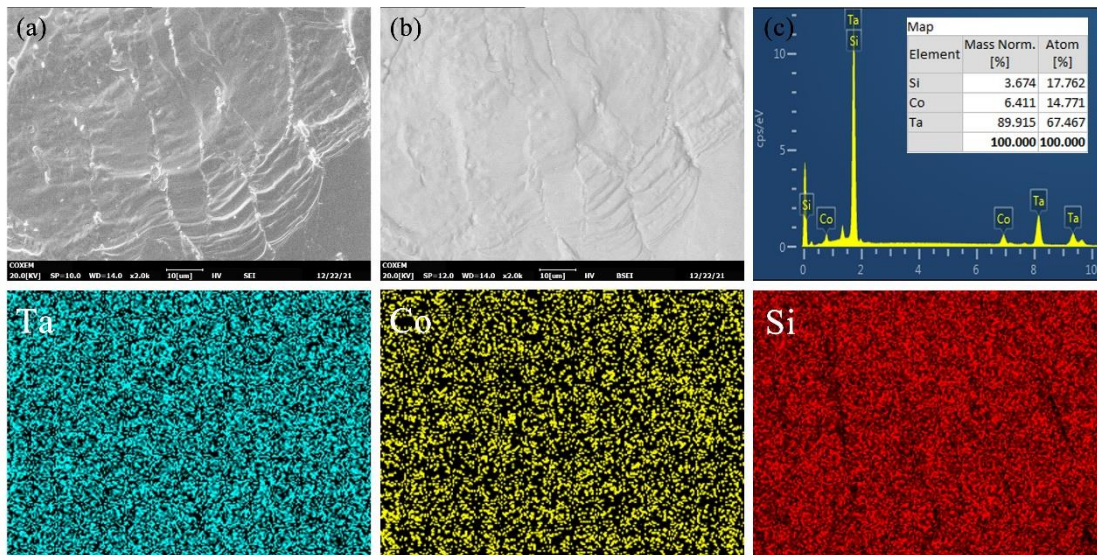 (a)
COXEM
20.0[KV] SP=10.0 WD=14.0 x2.0k 10[um] HV SEI 12/22/21
(b)
COXEM
20.0[KV] SP=12.0 WD=14.0 x2.0k 10[um] HV BSEI 12/22/21
(c)
Ta
Si
Map
Element Mass Norm. [%] Atom [%]
Si 3.674 17.762
Co 6.411 14.771
Ta 89.915 67.467
100.000 100.000
cps/eV
10
5
0
Si
Co
Co
Ta
Ta
0 2 4 6 8 10
Ta
Co
Si